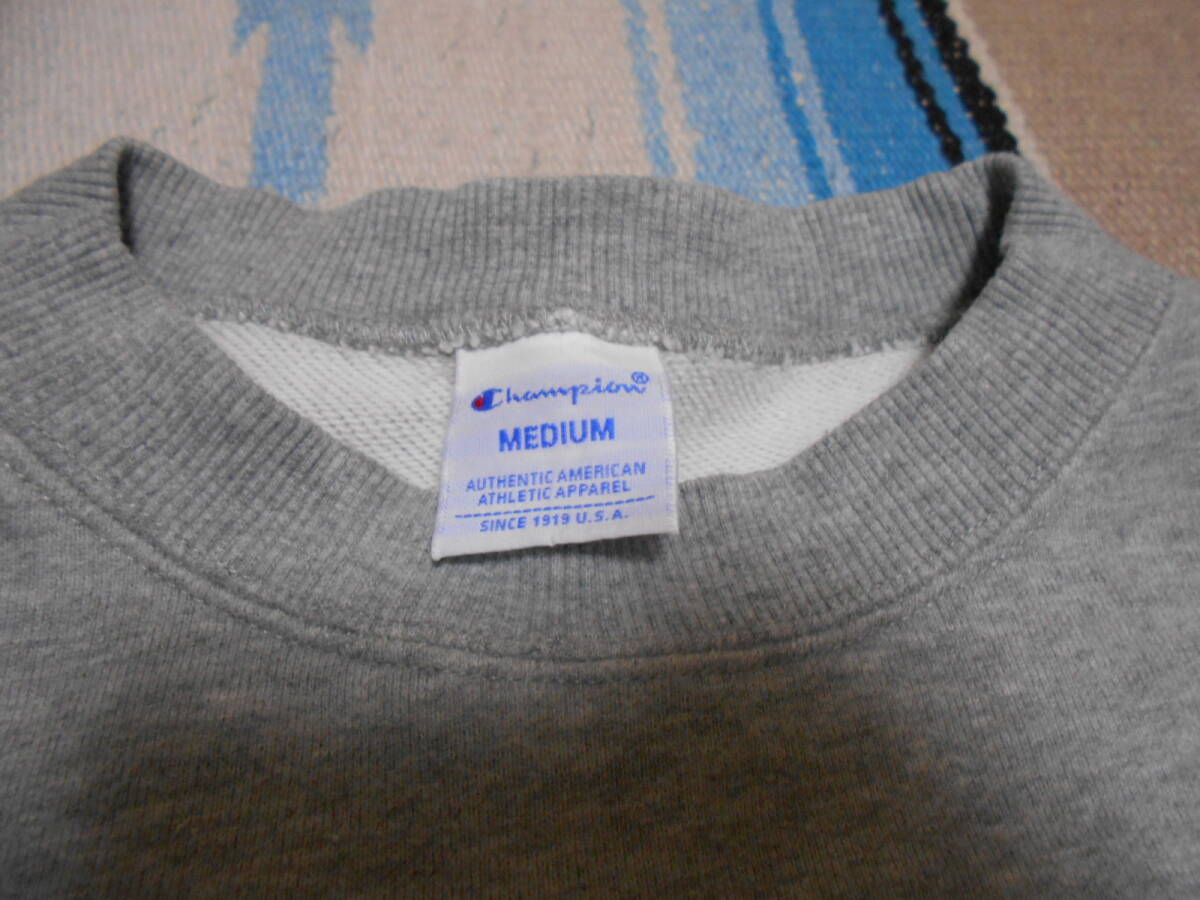 Champion®
MEDIUM
AUTHENTIC AMERICAN
ATHLETIC APPAREL
SINCE 1919 U.S.A.